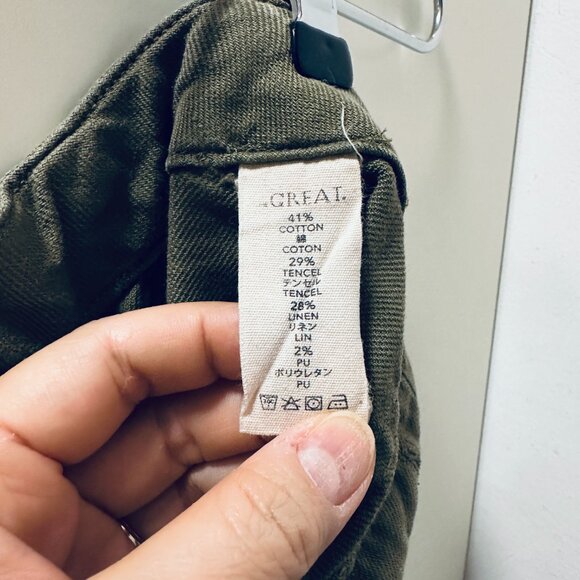 .GREAT.
41%
COTTON
綿
COTON
29%
TENCEL
テンセル
TENCEL
28%
LINEN
リネン
LIN
2%
PU
ポリウレタン
PU